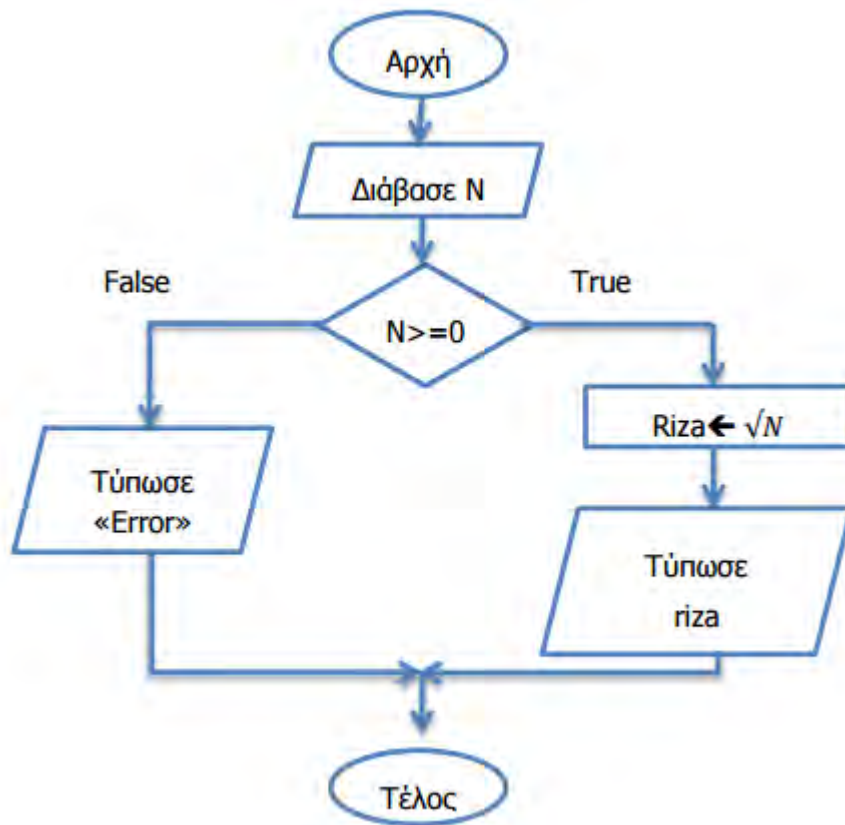 Αρχή
Διάβασε Ν
False
True
N>=0
Riza🡸 √𝑁
Τύπωσε
«Error»
Τύπωσε
riza
Τέλος